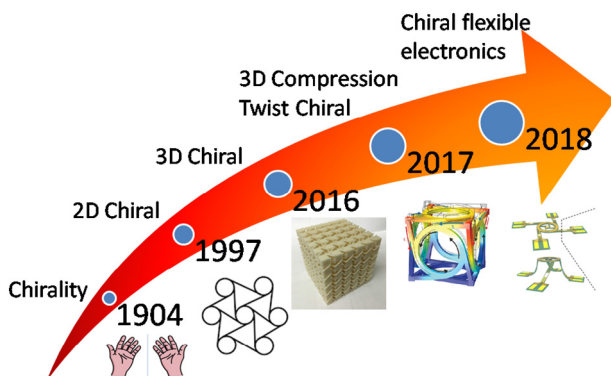 Chiral flexible
electronics
3D Compression
Twist Chiral
2018
3D Chiral
2017
2D Chiral
2016
1997
Chirality
1904